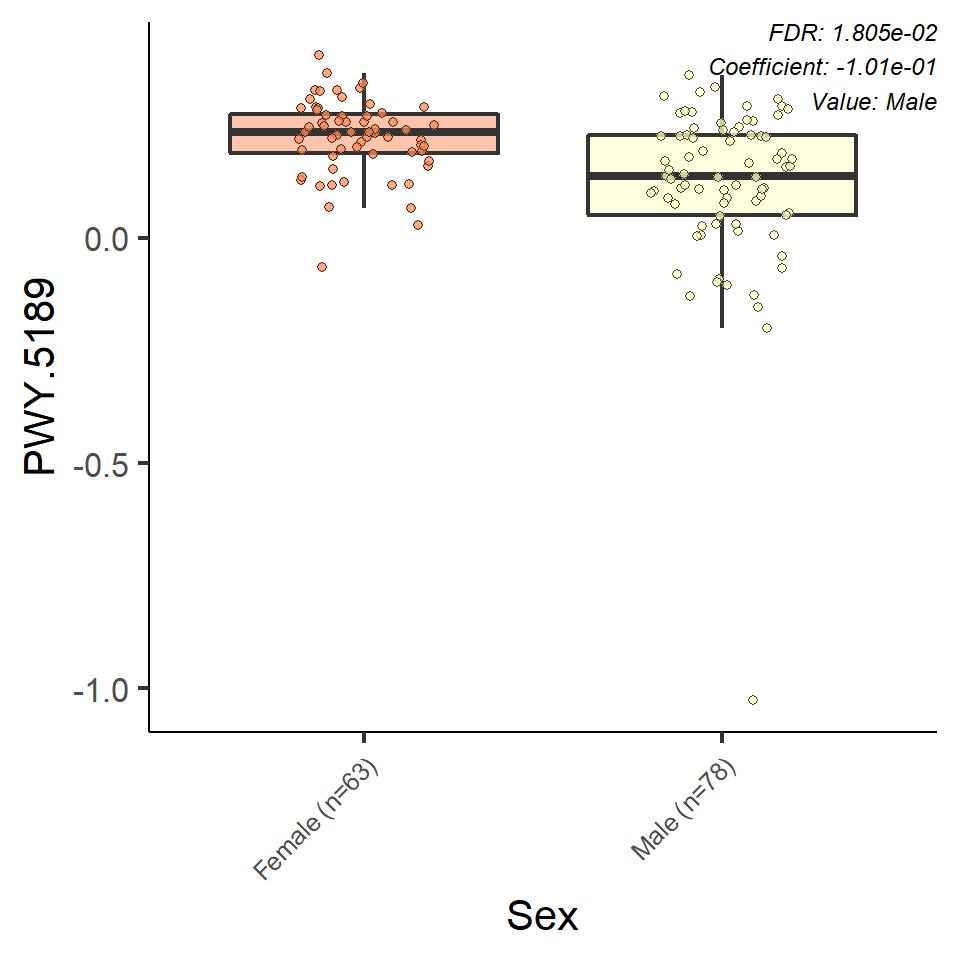 FDR: 1.805e-02
Coefficient: -1.01e-01
Value: Male
PWY.5189
0.0
-0.5
-1.0
Female (n=63)
Male (n=78)
Sex